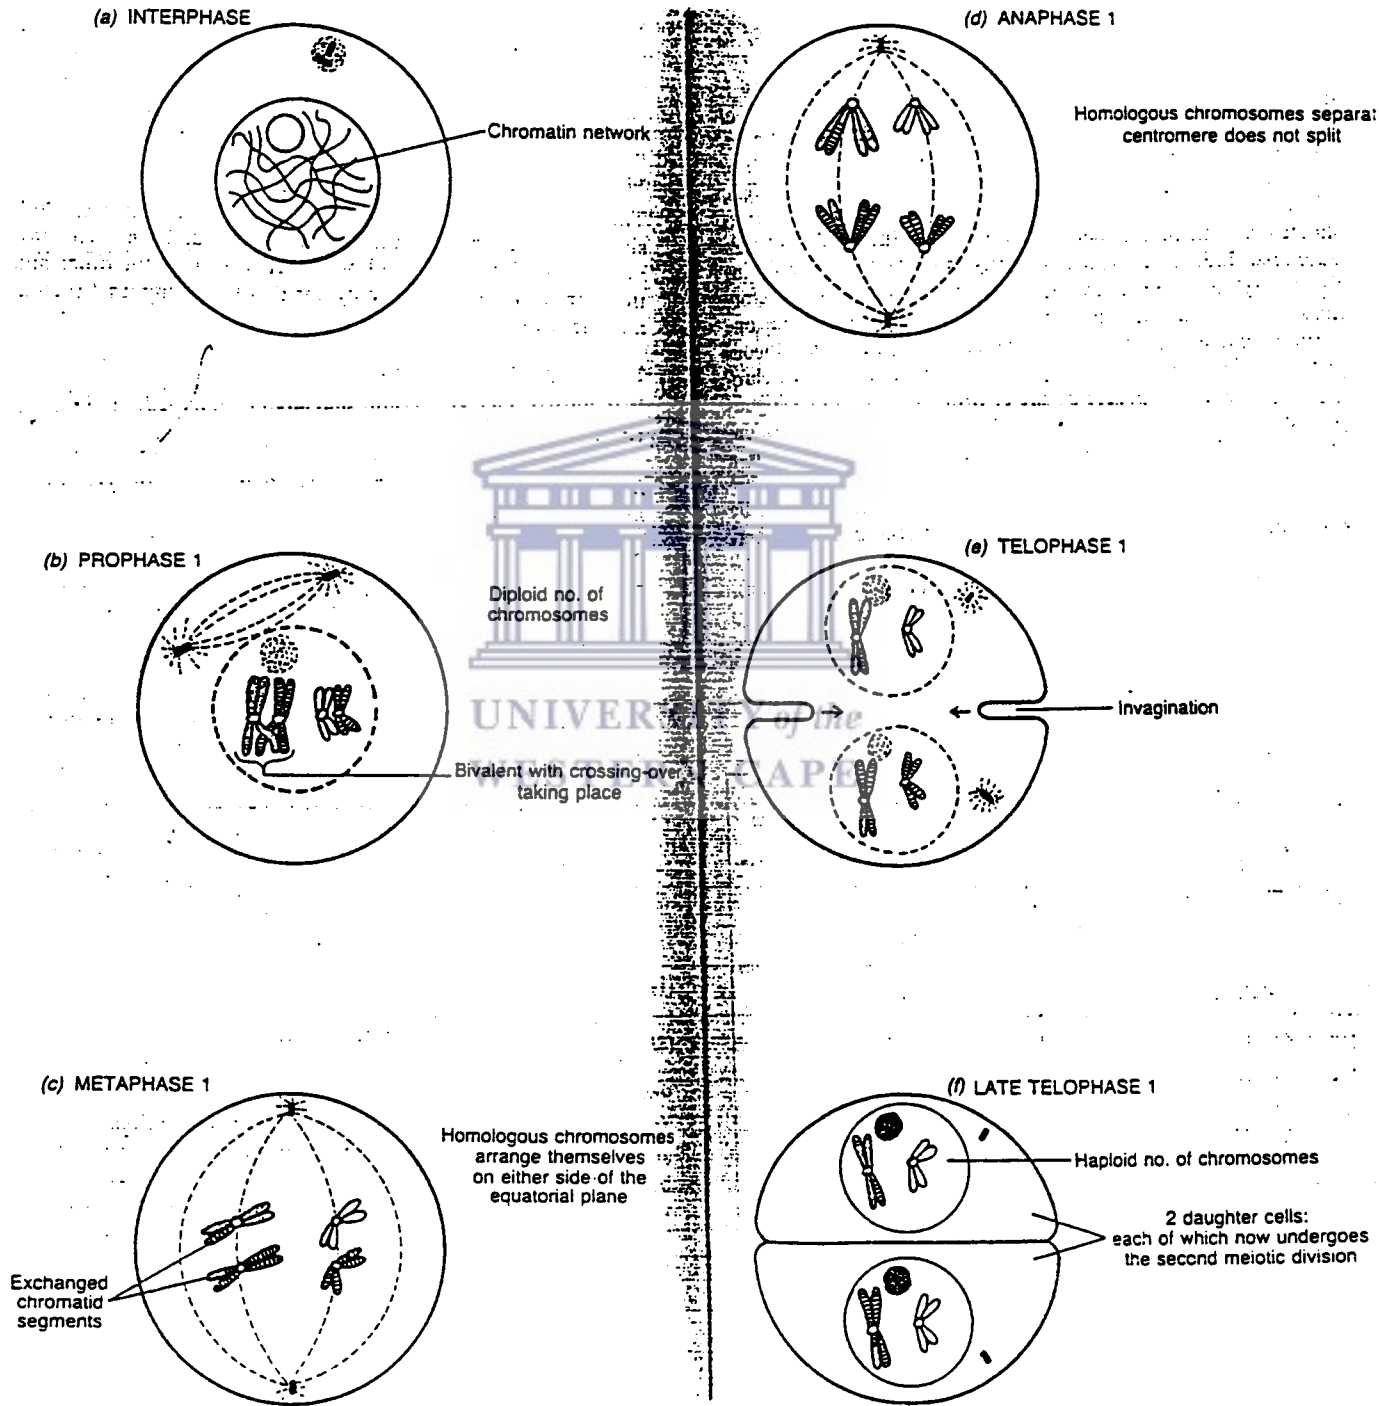 (a) INTERPHASE
Chromatin network
(b) PROPHASE 1
Diploid no. of
chromosomes
Bivalent with crossing-over
taking place
(c) METAPHASE 1
Homologous chromosomes
arrange themselves
on either side of the
equatorial plane
Exchanged
chromatid
segments
(d) ANAPHASE 1
Homologous chromosomes separat
centromere does not split
(e) TELOPHASE 1
Invagination
(f) LATE TELOPHASE 1
Haploid no. of chromosomes
2 daughter cells:
each of which now undergoes
the second meiotic division
UNIVERSITY of the
WESTERN CAPE